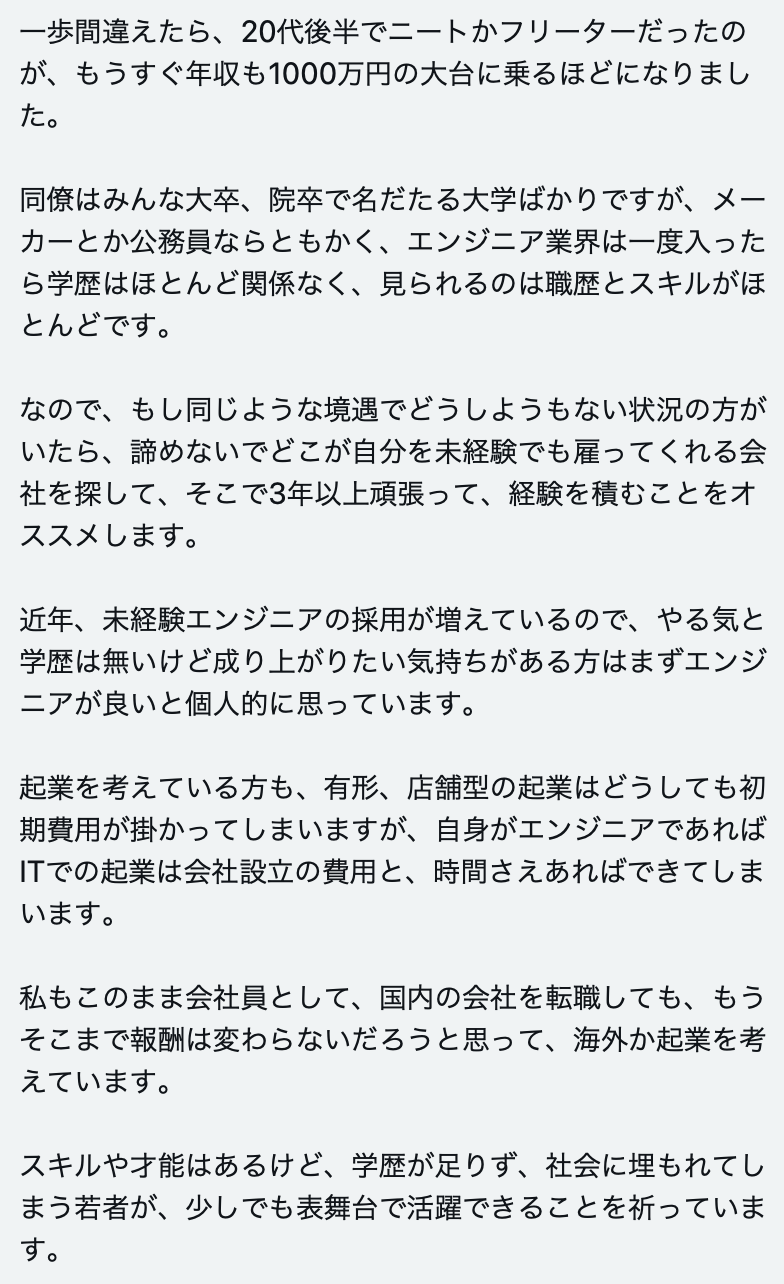 一歩間違えたら、20代後半でニートかフリーターだったの
が、もうすぐ年収も1000万円の大台に乗るほどになりまし
た。
同僚はみんな大卒、院卒で名だたる大学ばかりですが、メー
カーとか公務員ならともかく、エンジニア業界は一度入った
ら学歴はほとんど関係なく、見られるのは職歴とスキルがほ
とんどです。
なので、もし同じような境遇でどうしようもない状況の方が
いたら、諦めないでどこが自分を未経験でも雇ってくれる会
社を探して、そこで3年以上頑張って、経験を積むことをオ
ススメします。
近年、未経験エンジニアの採用が増えているので、やる気と
学歴は無いけど成り上がりたい気持ちがある方はまずエンジ
ニアが良いと個人的に思っています。
起業を考えている方も、有形、店舗型の起業はどうしても初
期費用が掛かってしまいますが、自身がエンジニアであれば
ITでの起業は会社設立の費用と、時間さえあればできてしま
います。
私もこのまま会社員として、国内の会社を転職しても、もう
そこまで報酬は変わらないだろうと思って、海外か起業を考
えています。
スキルや才能はあるけど、学歴が足りず、社会に埋もれてし
まう若者が、少しでも表舞台で活躍できることを祈っていま
す。